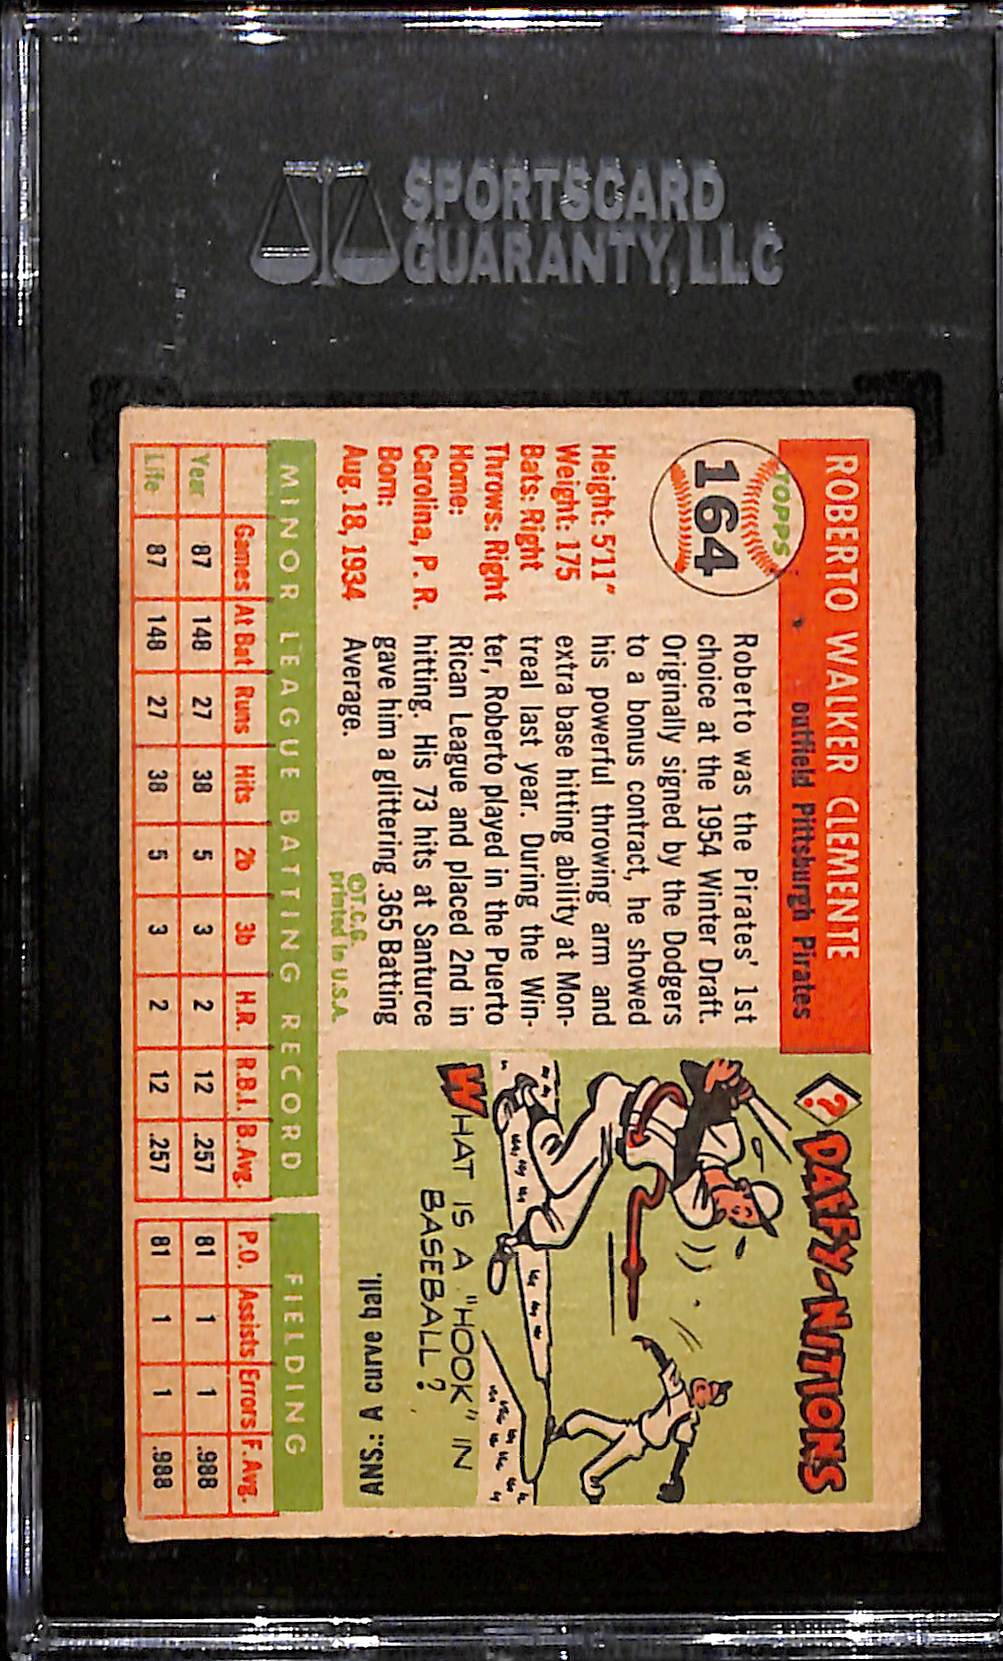 SPORTSCARD
GUARANTY, LLC
ROBERTO WALKER CLEMENTE
outfield Pittsburgh Pirates
TOPPS
164
Height: 5'11"
Weight: 175
Bats: Right
Throws: Right
Home:
Carolina, P. R.
Born:
Aug. 18, 1934
Roberto was the Pirates' 1st
choice at the 1954 Winter Draft.
Originally signed by the Dodgers
to a bonus contract, he showed
his powerful throwing arm and
extra base hitting ability at Mon-
treal last year. During the Win-
ter, Roberto played in the Puerto
Rican League and placed 2nd in
hitting. His 73 hits at Santurce
gave him a glittering .365 Batting
Average.
©T.C.G.
printed in U.S.A.
? DAFFY-NITIONS
WHAT IS A "HOOK" IN
BASEBALL?
ANS.: A curve ball.
MINOR LEAGUE BATTING RECORD FIELDING
Games At Bat Runs Hits 2b 3b H.R. R.B.I. B.Avg. P.O. Assists Errors F.Avg.
Year 87 148 27 38 5 3 2 12 .257 81 1 1 .988
Life 87 148 27 38 5 3 2 12 .257 81 1 1 .988